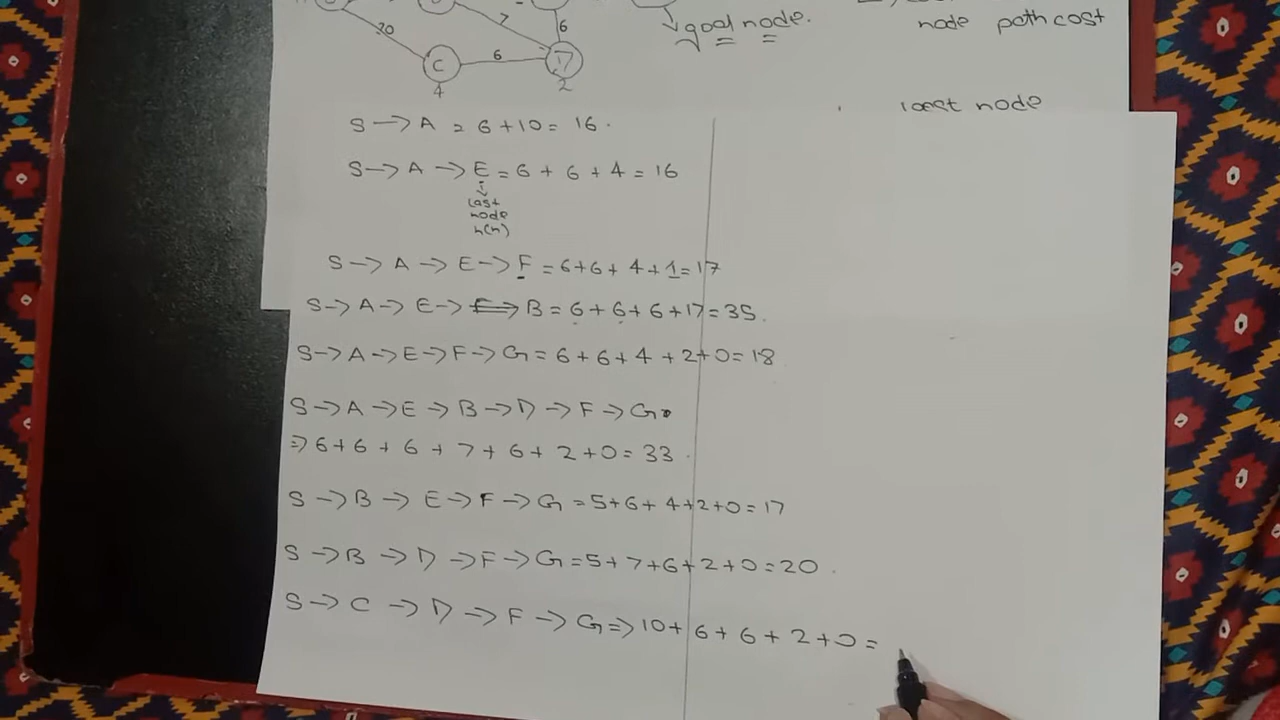 goal node.
node path cost
20
7
6
C
6
D
4
2
last node
S → A = 6+10= 16.
S → A → E = 6 + 6 + 4 = 16
last
node
h(n)
S → A → E → F = 6+6+ 4+1=17
S → A → E → B = 6+6+6+17=35.
S → A → E → F → G = 6+6+4+2+0=18
S → A → E → B → D → F → G
⇒ 6+6+6+7+6+2+0=33.
S → B → E → F → G = 5+6+4+2+0=17
S → B → D → F → G = 5+7+6+2+0=20.
S → C → D → F → G ⇒ 10+6+6+2+0=